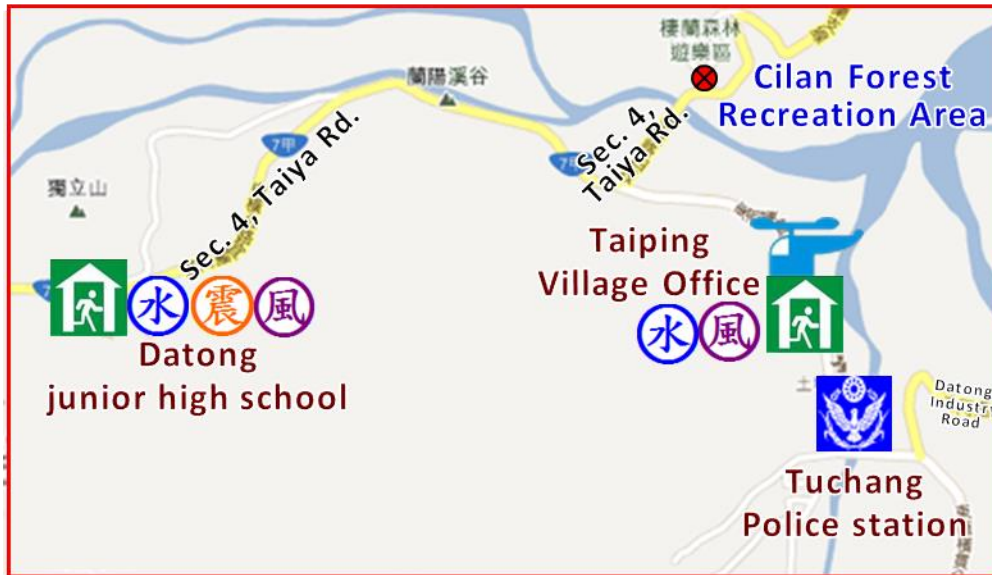 棲蘭森林
遊樂區
Cilan Forest
Recreation Area
蘭陽溪谷
7甲
Sec. 4, Taiya Rd.
7甲
Sec. 4,
Taiya Rd.
獨立山
Taiping
Village Office
水 風
水 震 風
Datong
junior high school
Datong
Industry
Road
Tuchang
Police station